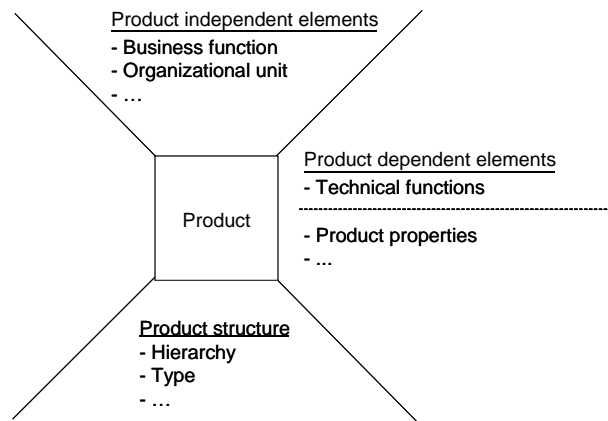 Product independent elements
- Business function
- Organizational unit
- ...
Product dependent elements
- Technical functions
Product
- Product properties
- ...
Product structure
- Hierarchy
- Type
- ...